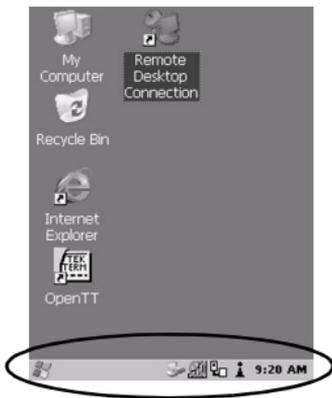 My
Computer
Remote
Desktop
Connection
Recycle Bin
Internet
Explorer
TEK
TERM
OpenTT
9:20 AM